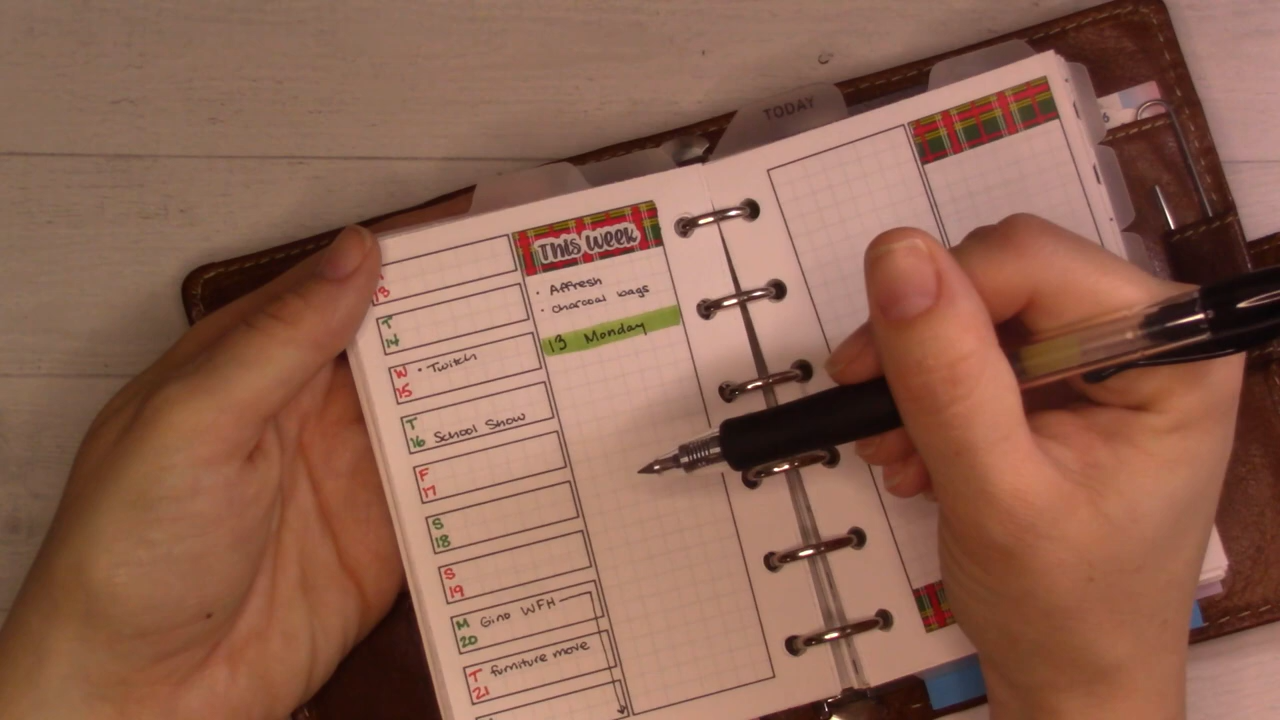 TODAY
13
T
14
W • Twitch
15
T
16 School Show
F
17
S
18
S
19
M Gino WFH
20
T furniture move
21
THIS WEEK
• Affresh
• charcoal bags
13 Monday
6